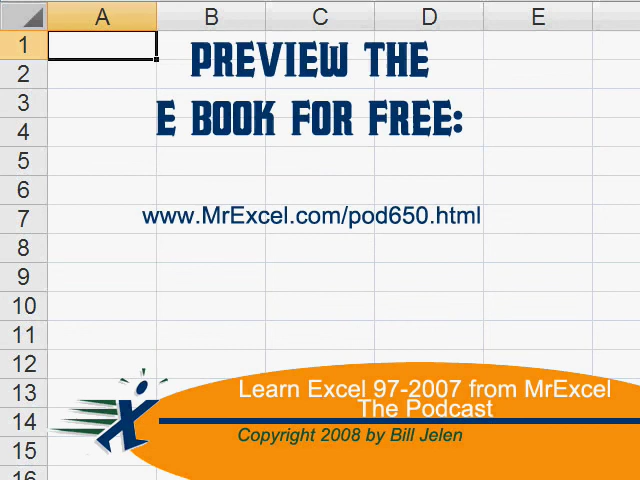 A B C D E
1
PREVIEW THE
2
3
E BOOK FOR FREE:
4
5
6
7
www.MrExcel.com/pod650.html
8
9
10
11
12
13
Learn Excel 97-2007 from MrExcel
The Podcast
14
Copyright 2008 by Bill Jelen
15
16
X